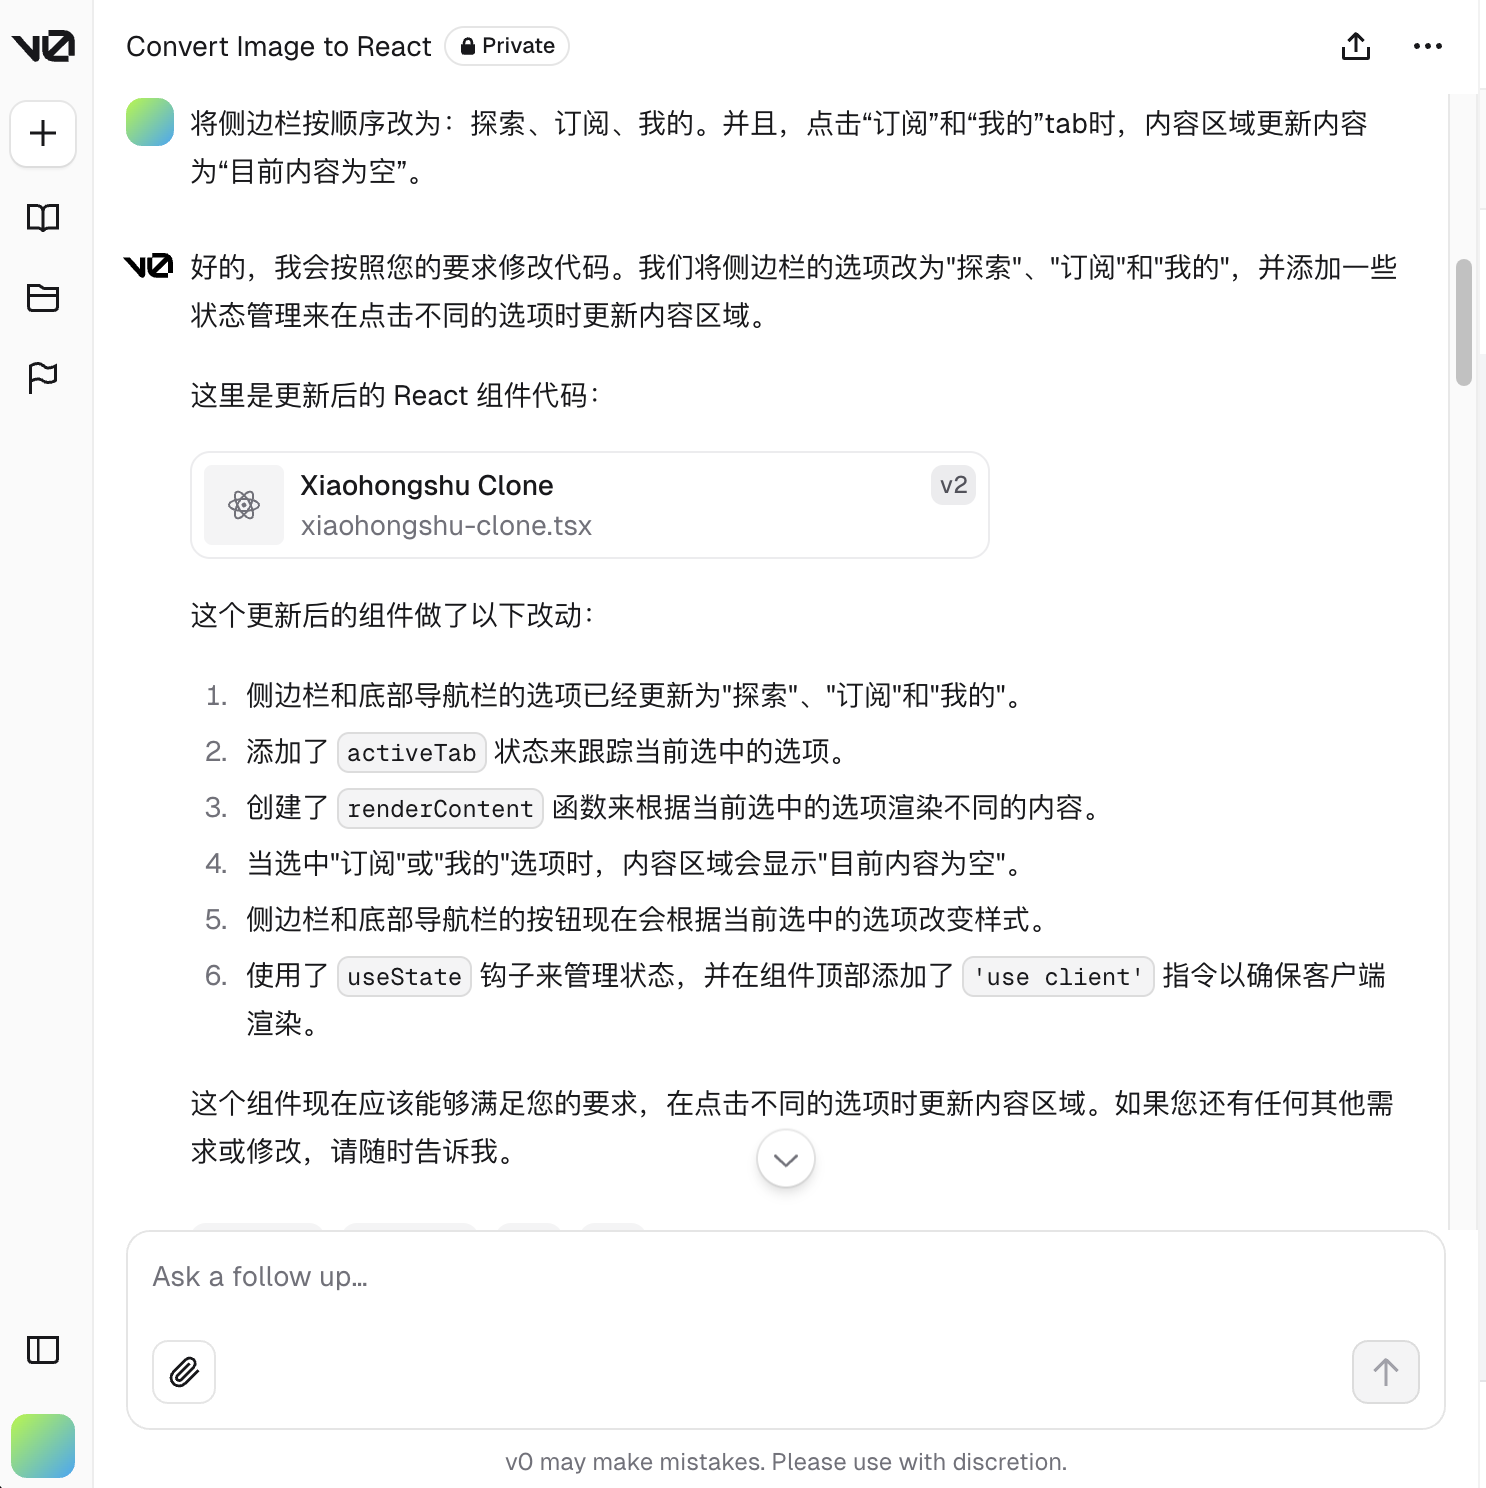 v0
Convert Image to React
Private
将侧边栏按顺序改为：探索、订阅、我的。并且，点击“订阅”和“我的”tab时，内容区域更新内容
为“目前内容为空”。
v0
好的，我会按照您的要求修改代码。我们将侧边栏的选项改为"探索"、"订阅"和"我的"，并添加一些
状态管理来在点击不同的选项时更新内容区域。
这里是更新后的 React 组件代码：
Xiaohongshu Clone
v2
xiaohongshu-clone.tsx
这个更新后的组件做了以下改动：
1. 侧边栏和底部导航栏的选项已经更新为"探索"、"订阅"和"我的"。
2. 添加了 activeTab 状态来跟踪当前选中的选项。
3. 创建了 renderContent 函数来根据当前选中的选项渲染不同的内容。
4. 当选中"订阅"或"我的"选项时，内容区域会显示"目前内容为空"。
5. 侧边栏和底部导航栏的按钮现在会根据当前选中的选项改变样式。
6. 使用了 useState 钩子来管理状态，并在组件顶部添加了 'use client' 指令以确保客户端
渲染。
这个组件现在应该能够满足您的要求，在点击不同的选项时更新内容区域。如果您还有任何其他需
求或修改，请随时告诉我。
Ask a follow up...
v0 may make mistakes. Please use with discretion.